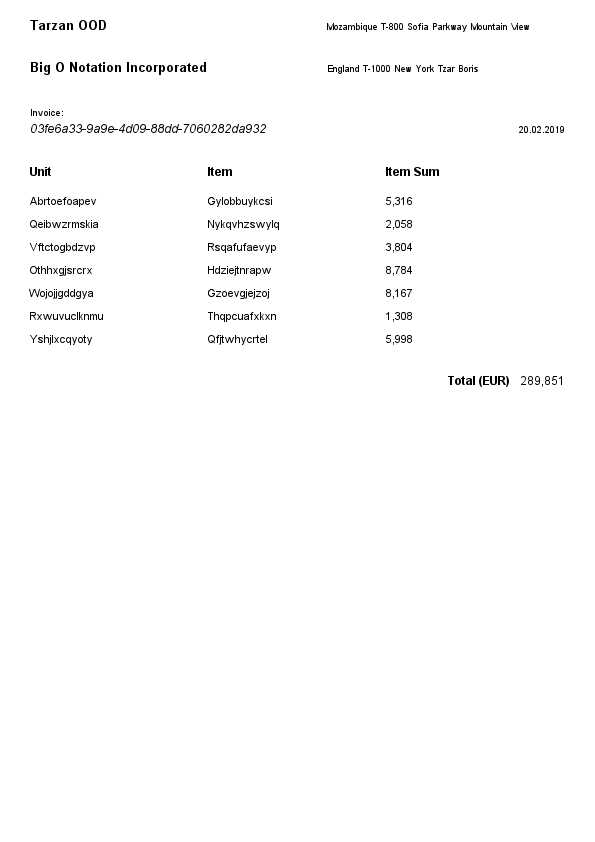 Tarzan OOD Mozambique T-800 Sofia Parkway Mountain View
Big O Notation Incorporated England T-1000 New York Tzar Boris
Invoice:
03fe6a33-9a9e-4d09-88dd-7060282da932 20.02.2019
Unit Item Item Sum
Abrtoefoapev Gylobbuykcsi 5,316
Qeibwzrmskia Nykqvhzswylq 2,058
Vftctogbdzvp Rsqafufaevyp 3,804
Othhxgjsrcrx Hdziejtnrapw 8,784
Wojojjgddgya Gzoevgjejzoj 8,167
Rxwuvuclknmu Thqpcuafxkxn 1,308
Yshjlxcqyoty Qfjtwhycrtel 5,998
Total (EUR) 289,851